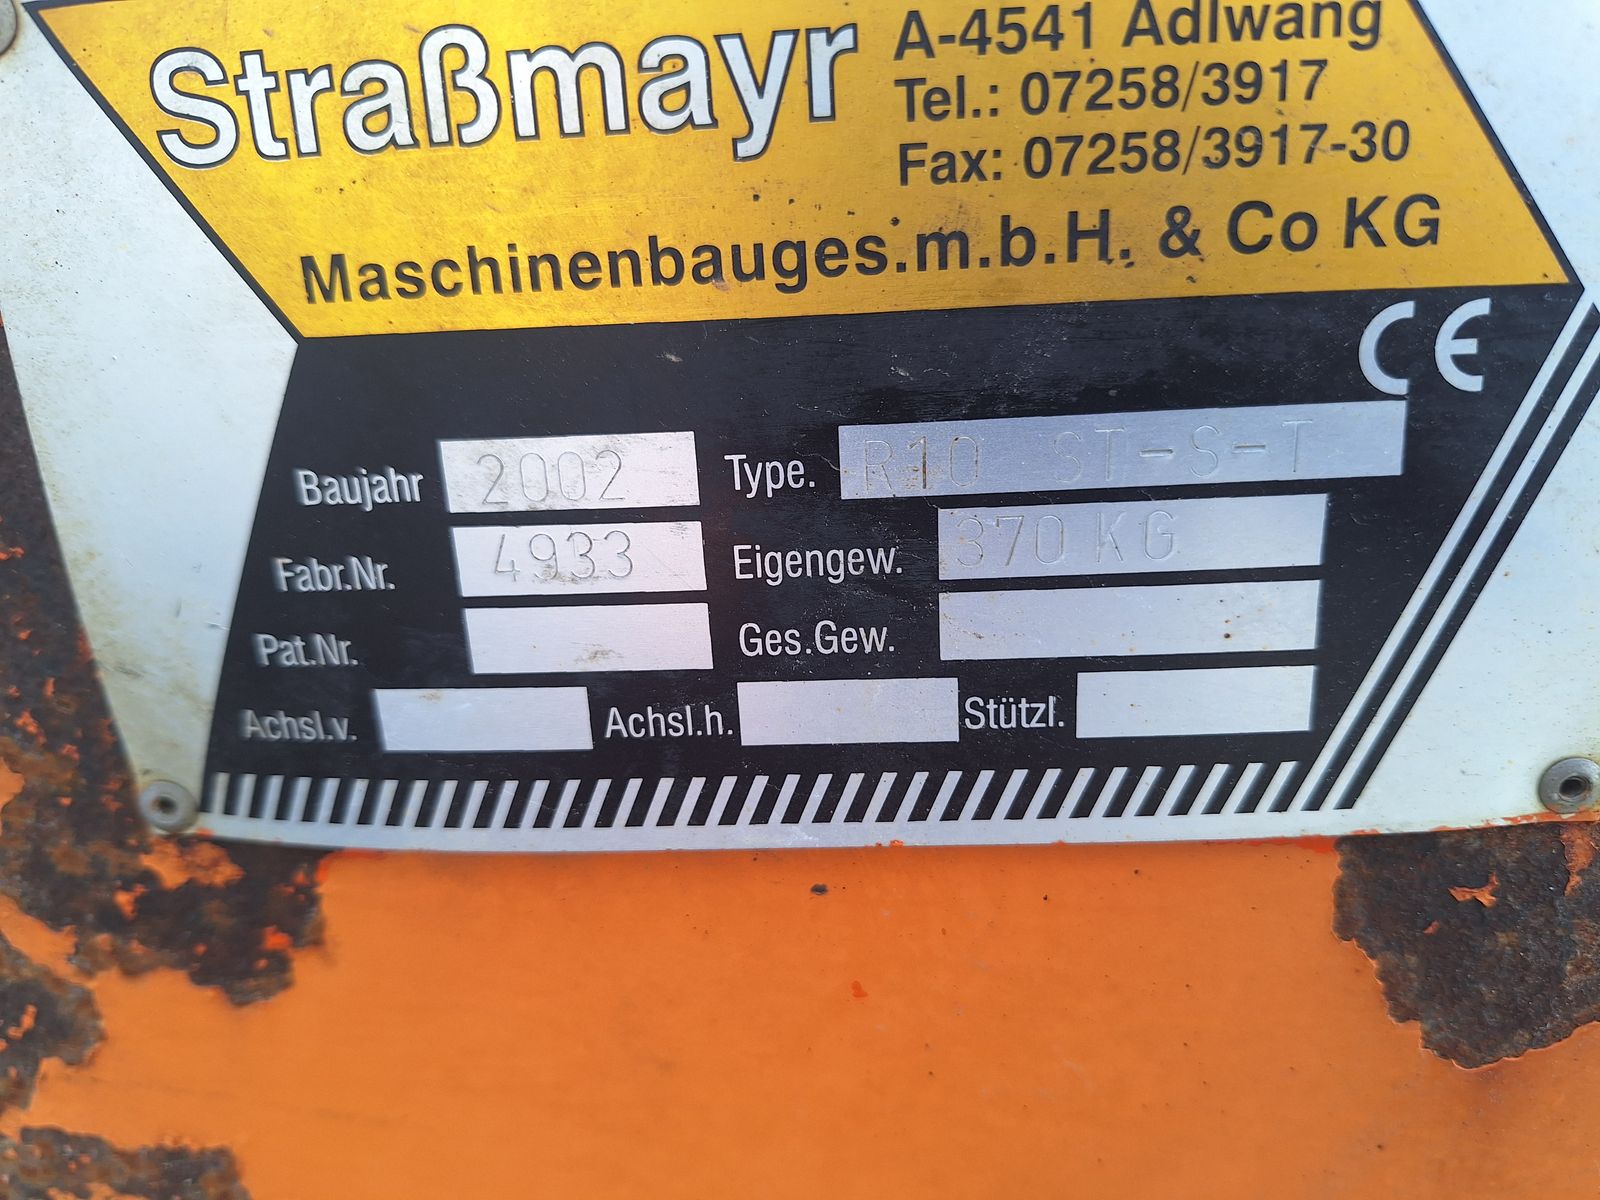 Straßmayr
A-4541 Adlwang
Tel.: 07258/3917
Fax: 07258/3917-30
Maschinenbauges.m.b.H. & Co KG
CE
Baujahr 2002 Type. R10 ST-S-T
Fabr.Nr. 4933 Eigengew. 370 KG
Pat.Nr. Ges.Gew.
Achsl.v. Achsl.h. Stützl.